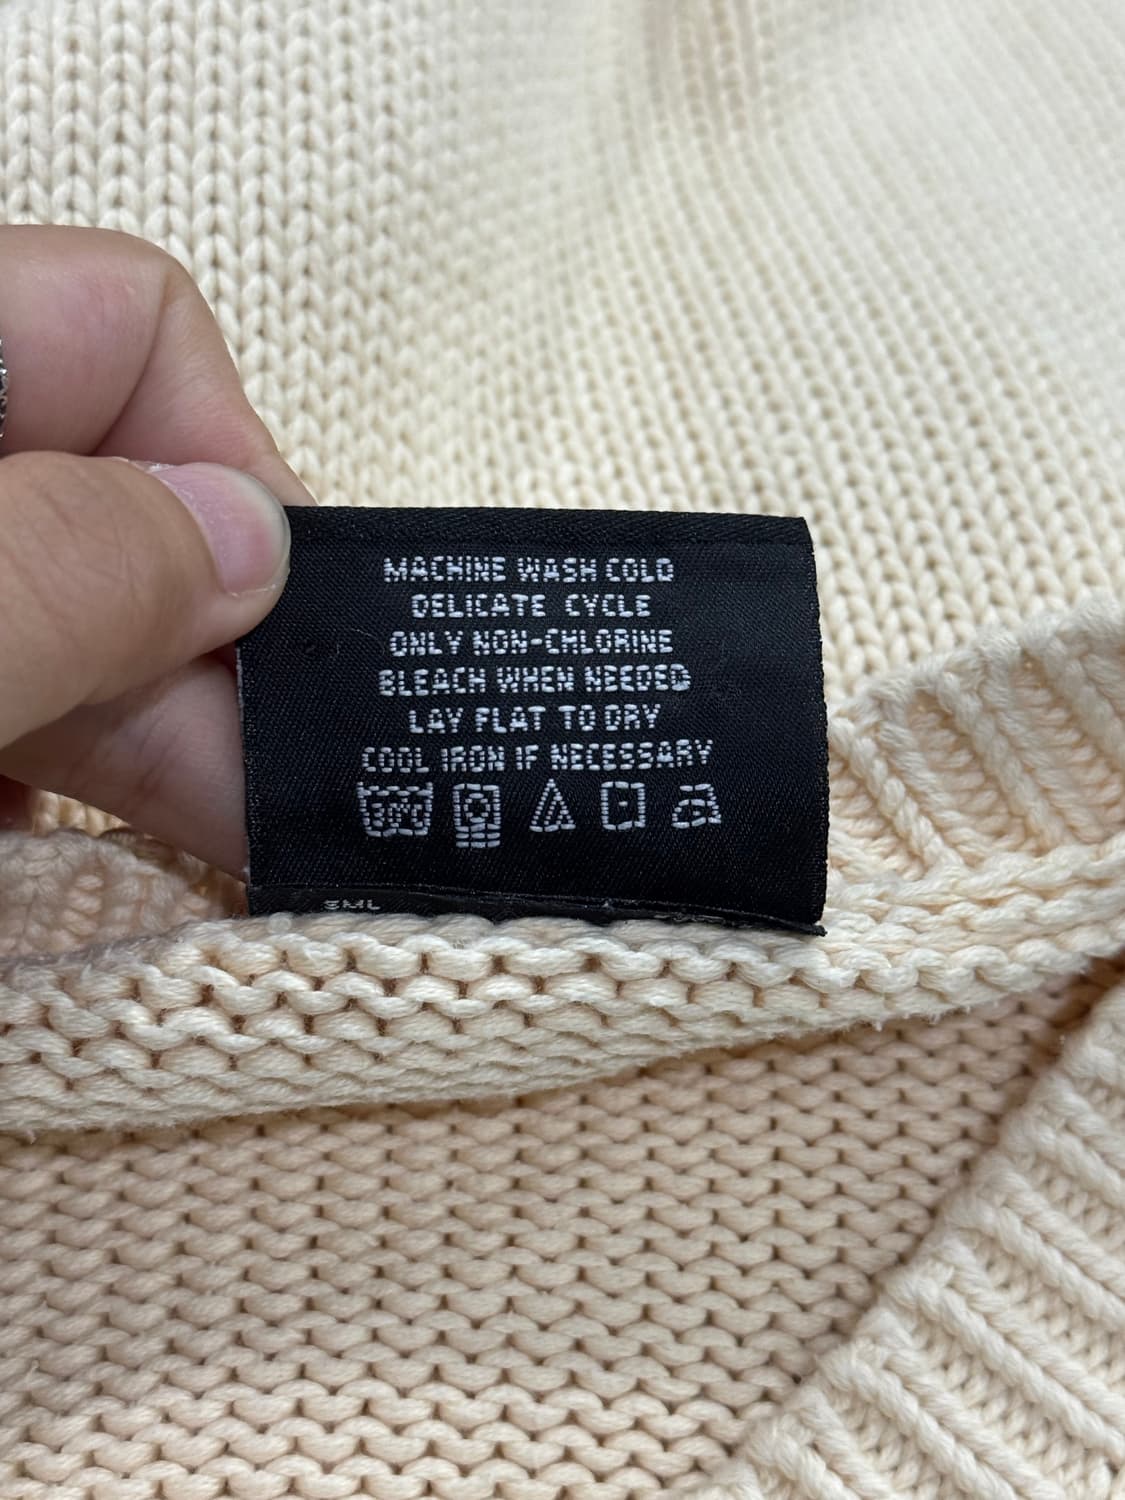 MACHINE WASH COLD
DELICATE CYCLE
ONLY NON-CHLORINE
BLEACH WHEN NEEDED
LAY FLAT TO DRY
COOL IRON IF NECESSARY
30°C